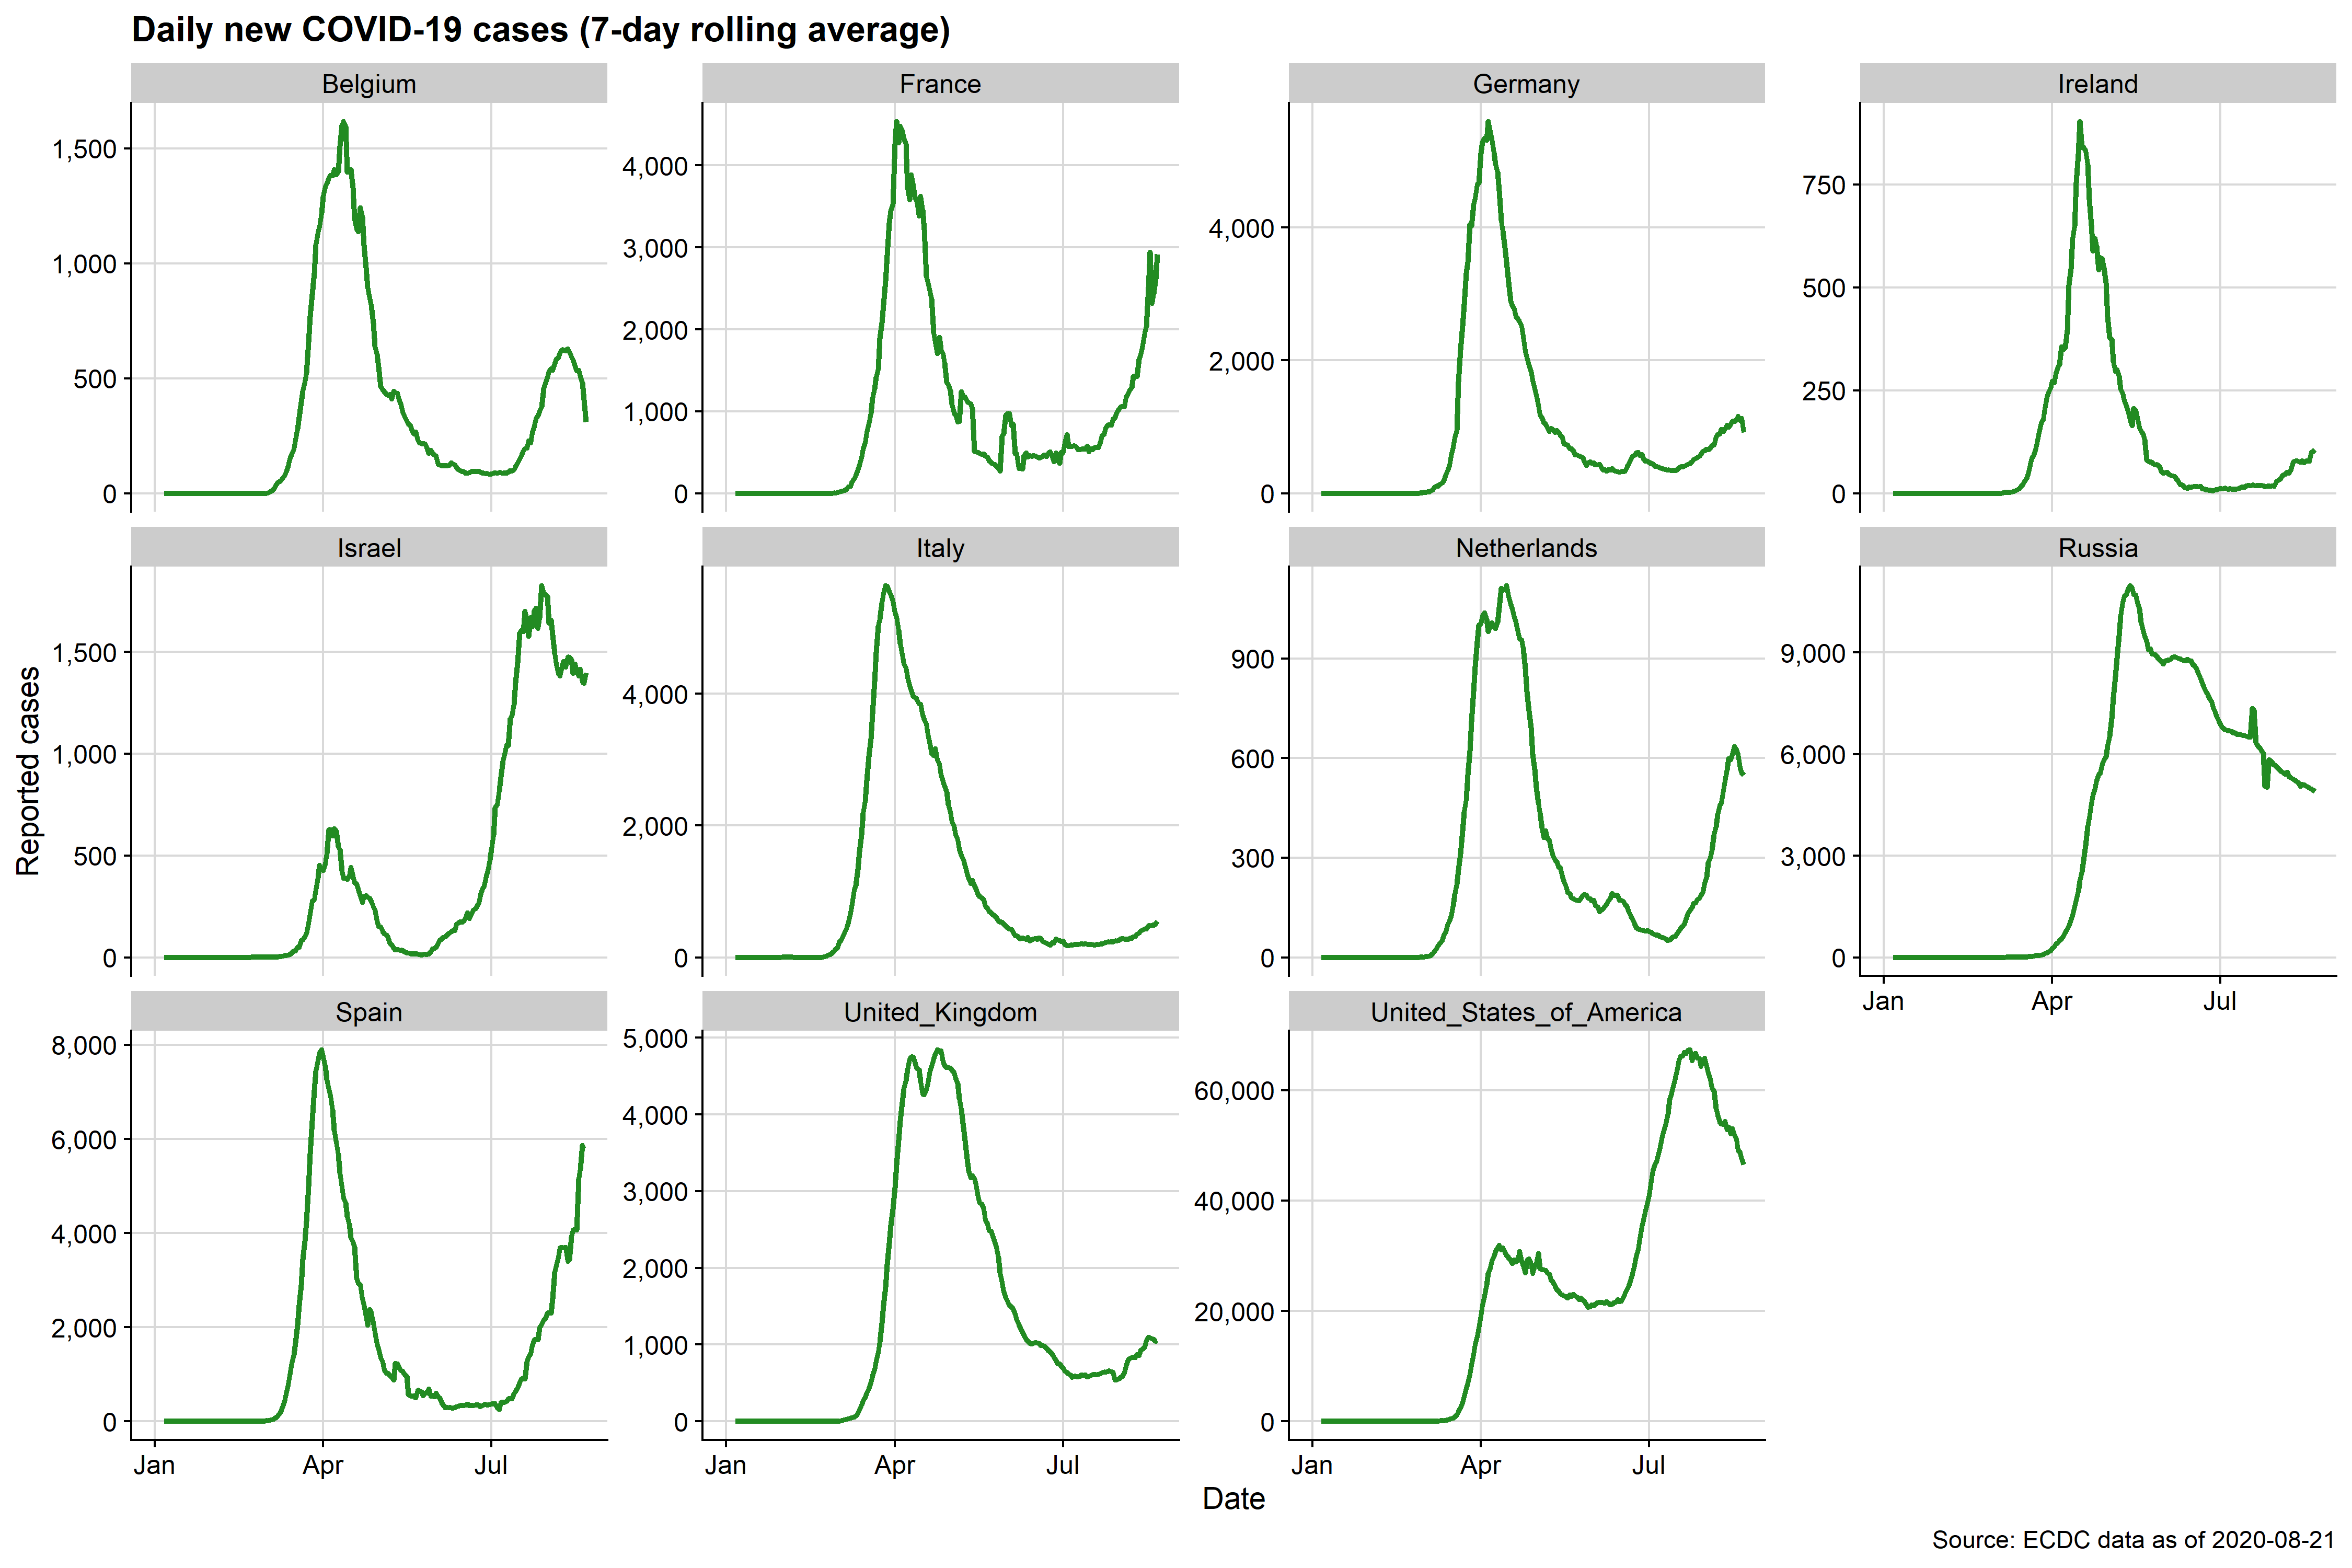 Daily new COVID-19 cases (7-day rolling average)
Belgium
1,500
1,000
500
0
France
4,000
3,000
2,000
1,000
0
Germany
4,000
2,000
0
Ireland
750
500
250
0
Reported cases
Israel
1,500
1,000
500
0
Italy
4,000
2,000
0
Netherlands
900
600
300
0
Russia
9,000
6,000
3,000
0
Jan Apr Jul
Spain
8,000
6,000
4,000
2,000
0
Jan Apr Jul
United_Kingdom
5,000
4,000
3,000
2,000
1,000
0
Jan Apr Jul
United_States_of_America
60,000
40,000
20,000
0
Jan Apr Jul
Date
Source: ECDC data as of 2020-08-21